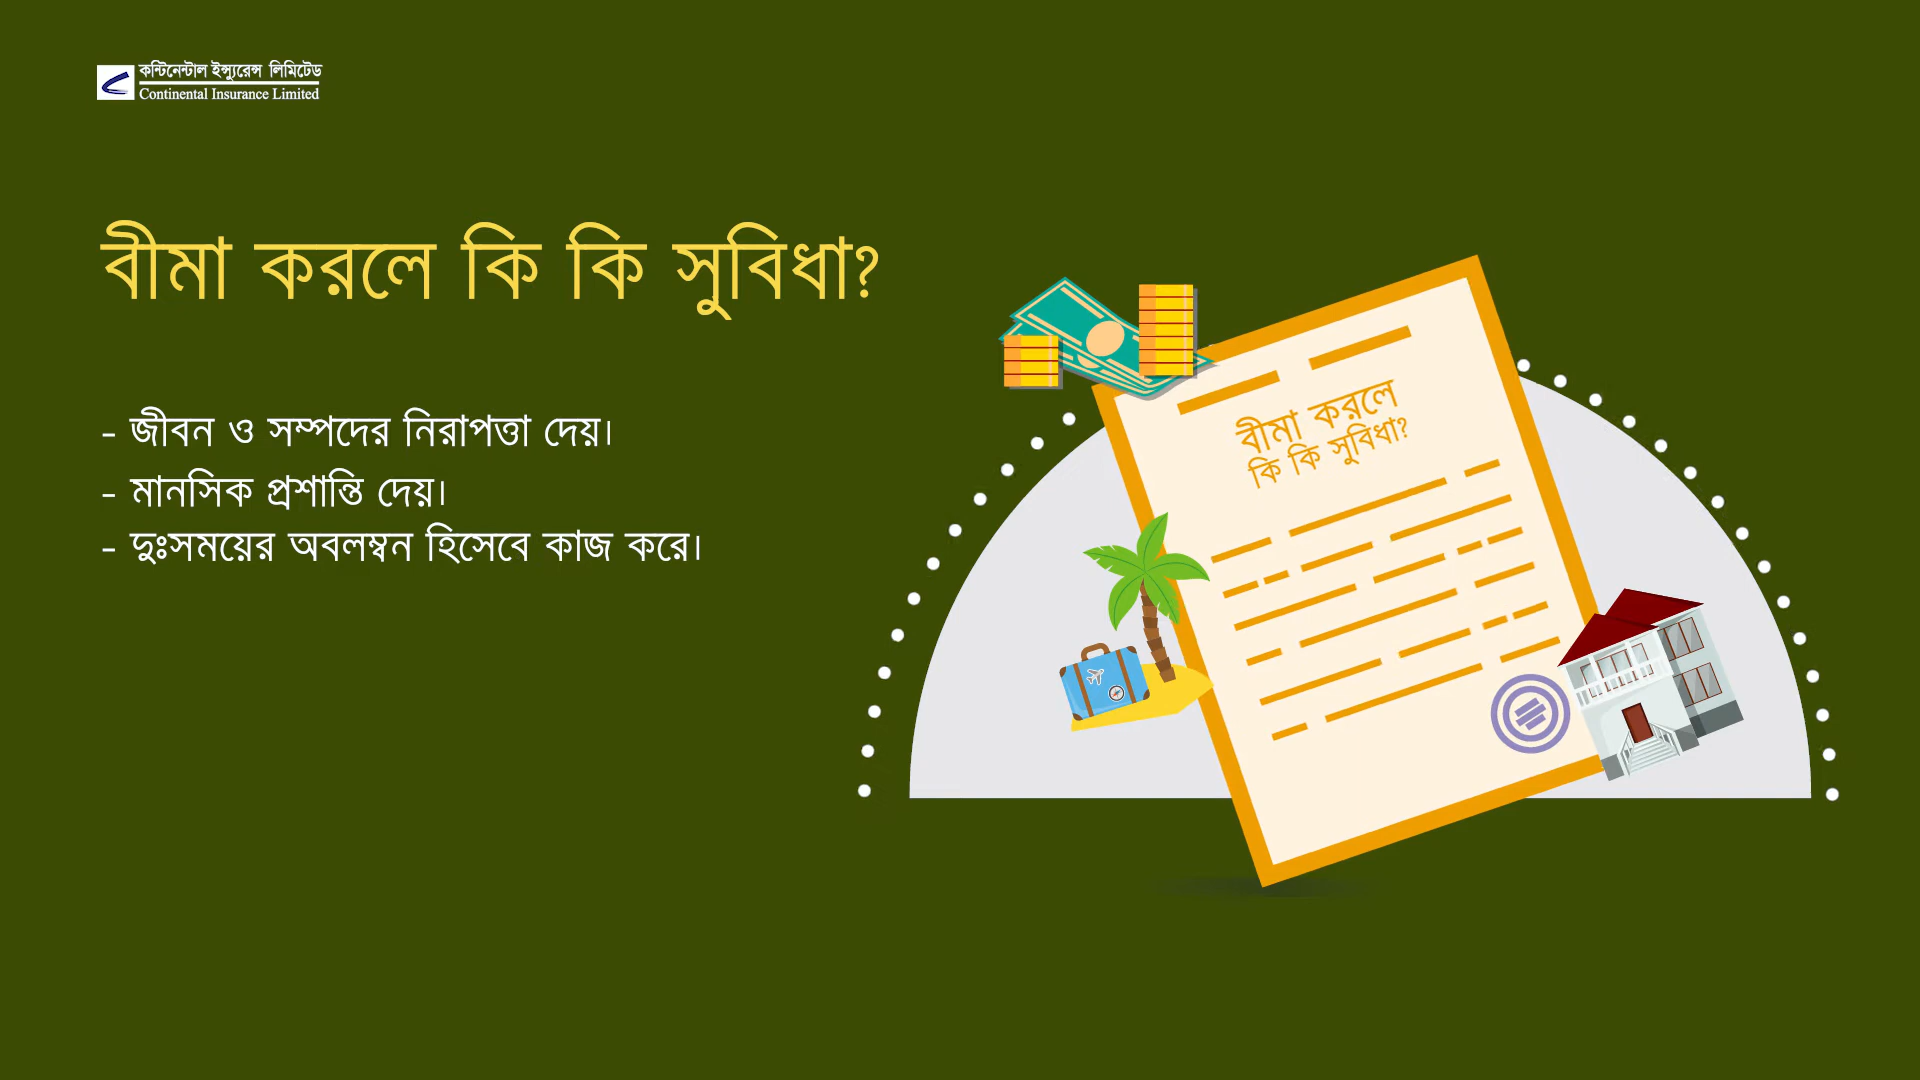 কন্টিনেন্টাল ইন্স্যুরেন্স লিমিটেড
Continental Insurance Limited
বীমা করলে কি কি সুবিধা?
- জীবন ও সম্পদের নিরাপত্তা দেয়।
- মানসিক প্রশান্তি দেয়।
- দুঃসময়ের অবলম্বন হিসেবে কাজ করে।
বীমা করলে
কি কি সুবিধা?